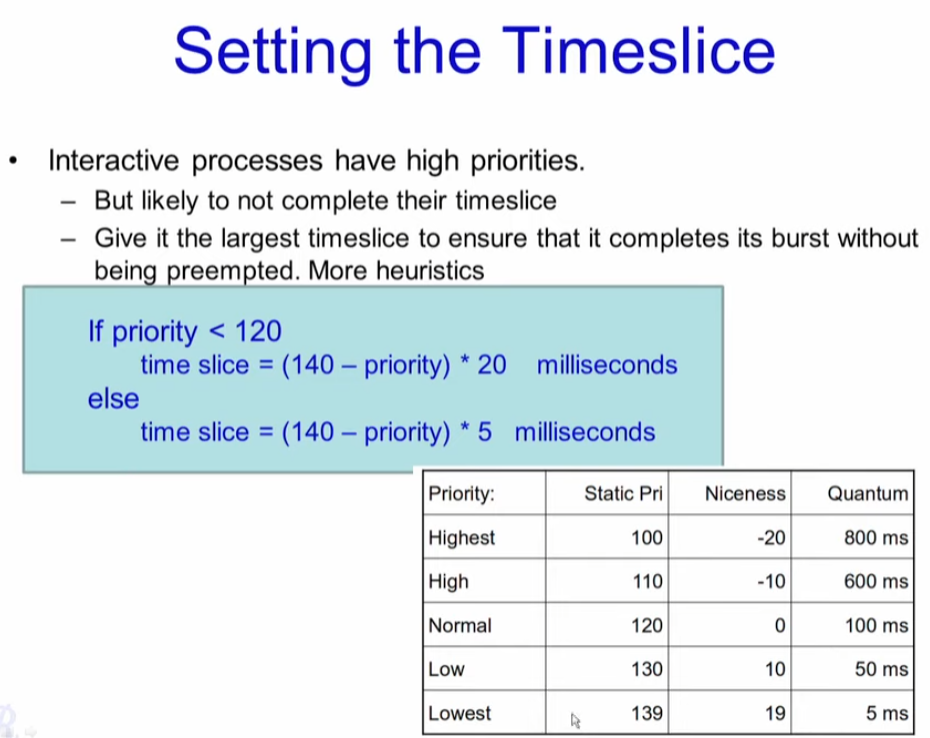 Setting the Timeslice
• Interactive processes have high priorities.
– But likely to not complete their timeslice
– Give it the largest timeslice to ensure that it completes its burst without
being preempted. More heuristics
If priority < 120
time slice = (140 – priority) * 20 milliseconds
else
time slice = (140 – priority) * 5 milliseconds
Priority: Static Pri Niceness Quantum
Highest 100 -20 800 ms
High 110 -10 600 ms
Normal 120 0 100 ms
Low 130 10 50 ms
Lowest 139 19 5 ms